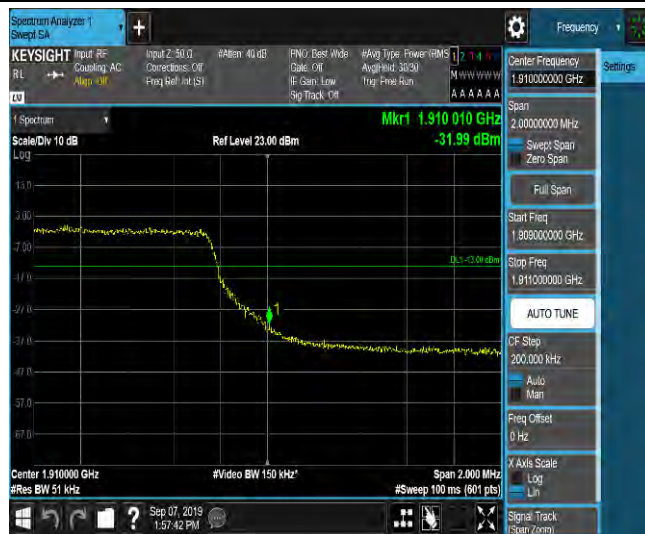 Spectrum Analyzer 1
Swept SA
Frequency
KEYSIGHT
RL
Input: RF
Coupling: AC
Align: Off
Input Z: 50 Ω
Corrections: Off
Freq Ref: Int (S)
#Atten: 40 dB
PNO: Best Wide
Gate: Off
IF Gain: Low
Sig Track: Off
#Avg Type: Power (RMS
Avg|Hold: 30/30
Trig: Free Run
M W W W W W
A A A A A A
1 Spectrum
Scale/Div 10 dB
Log
Ref Level 23.00 dBm
Mkr1 1.910 010 GHz
-31.99 dBm
13.0
3.00
-7.00
DL1 -13.00 dBm
-17.0
-27.0
1
-37.0
-47.0
-57.0
-67.0
Center 1.910000 GHz
#Res BW 51 kHz
#Video BW 150 kHz*
Span 2.000 MHz
#Sweep 100 ms (601 pts)
Sep 07, 2019
1:57:42 PM
Center Frequency
1.910000000 GHz
Settings
Span
2.00000000 MHz
Swept Span
Zero Span
Full Span
Start Freq
1.909000000 GHz
Stop Freq
1.911000000 GHz
AUTO TUNE
CF Step
200.000 kHz
Auto
Man
Freq Offset
0 Hz
X Axis Scale
Log
Lin
Signal Track
(Span Zoom)